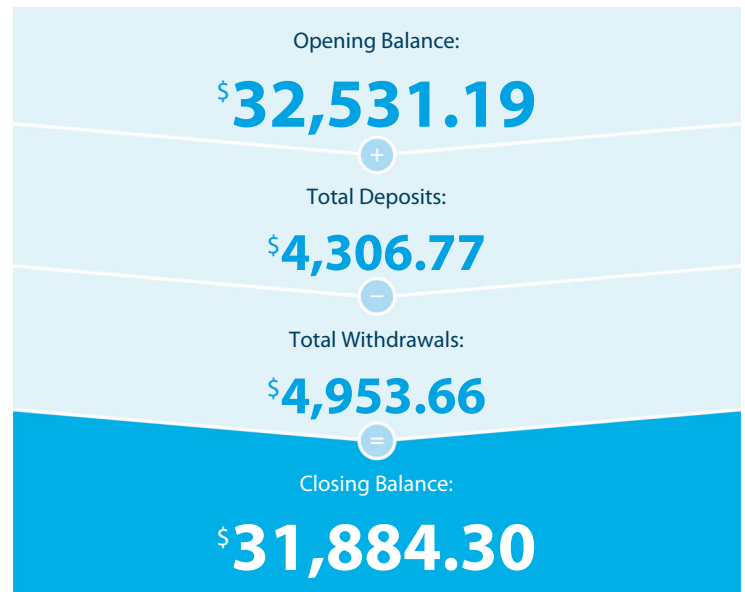 Opening Balance:
$32,531.19
+
Total Deposits:
$4,306.77
−
Total Withdrawals:
$4,953.66
=
Closing Balance:
$31,884.30